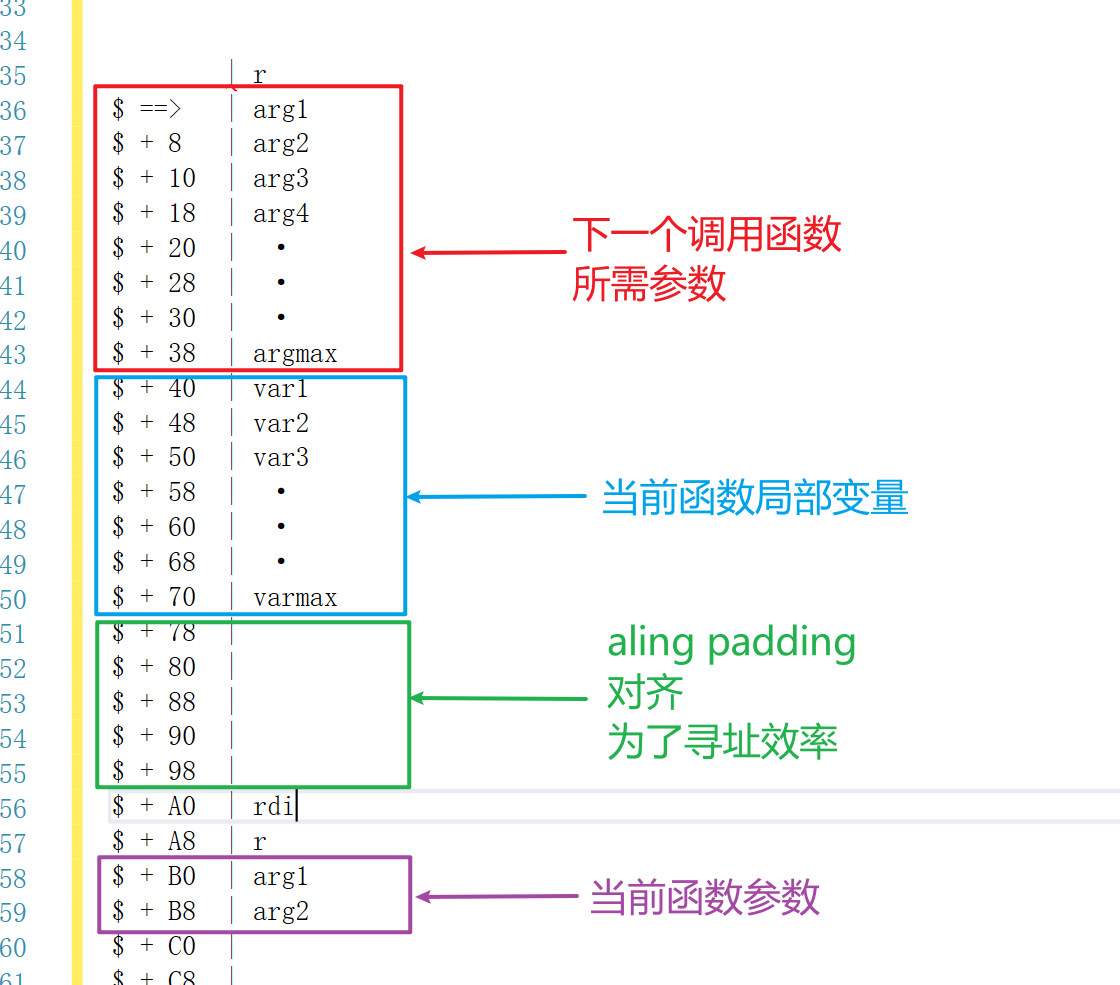 33
34
35 | r
36 $ ==> | arg1
37 $ + 8 | arg2
38 $ + 10 | arg3
39 $ + 18 | arg4
40 $ + 20 | •
41 $ + 28 | •
42 $ + 30 | •
43 $ + 38 | argmax
下一个调用函数
所需参数
44 $ + 40 | var1
45 $ + 48 | var2
46 $ + 50 | var3
47 $ + 58 | •
48 $ + 60 | •
49 $ + 68 | •
50 $ + 70 | varmax
当前函数局部变量
51 $ + 78 |
52 $ + 80 |
53 $ + 88 |
54 $ + 90 |
55 $ + 98 |
aling padding
对齐
为了寻址效率
56 $ + A0 | rdi
57 $ + A8 | r
58 $ + B0 | arg1
59 $ + B8 | arg2
当前函数参数
60 $ + C0 |
61 $ + C8 |